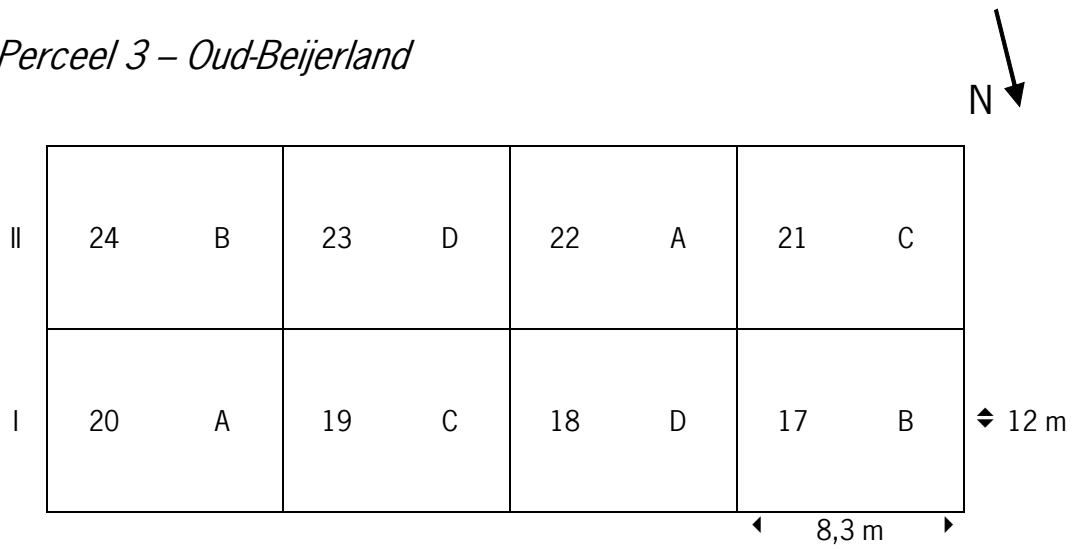 Perceel 3 – Oud-Beijerland
N
II 24 B 23 D 22 A 21 C
I 20 A 19 C 18 D 17 B 12 m
8,3 m